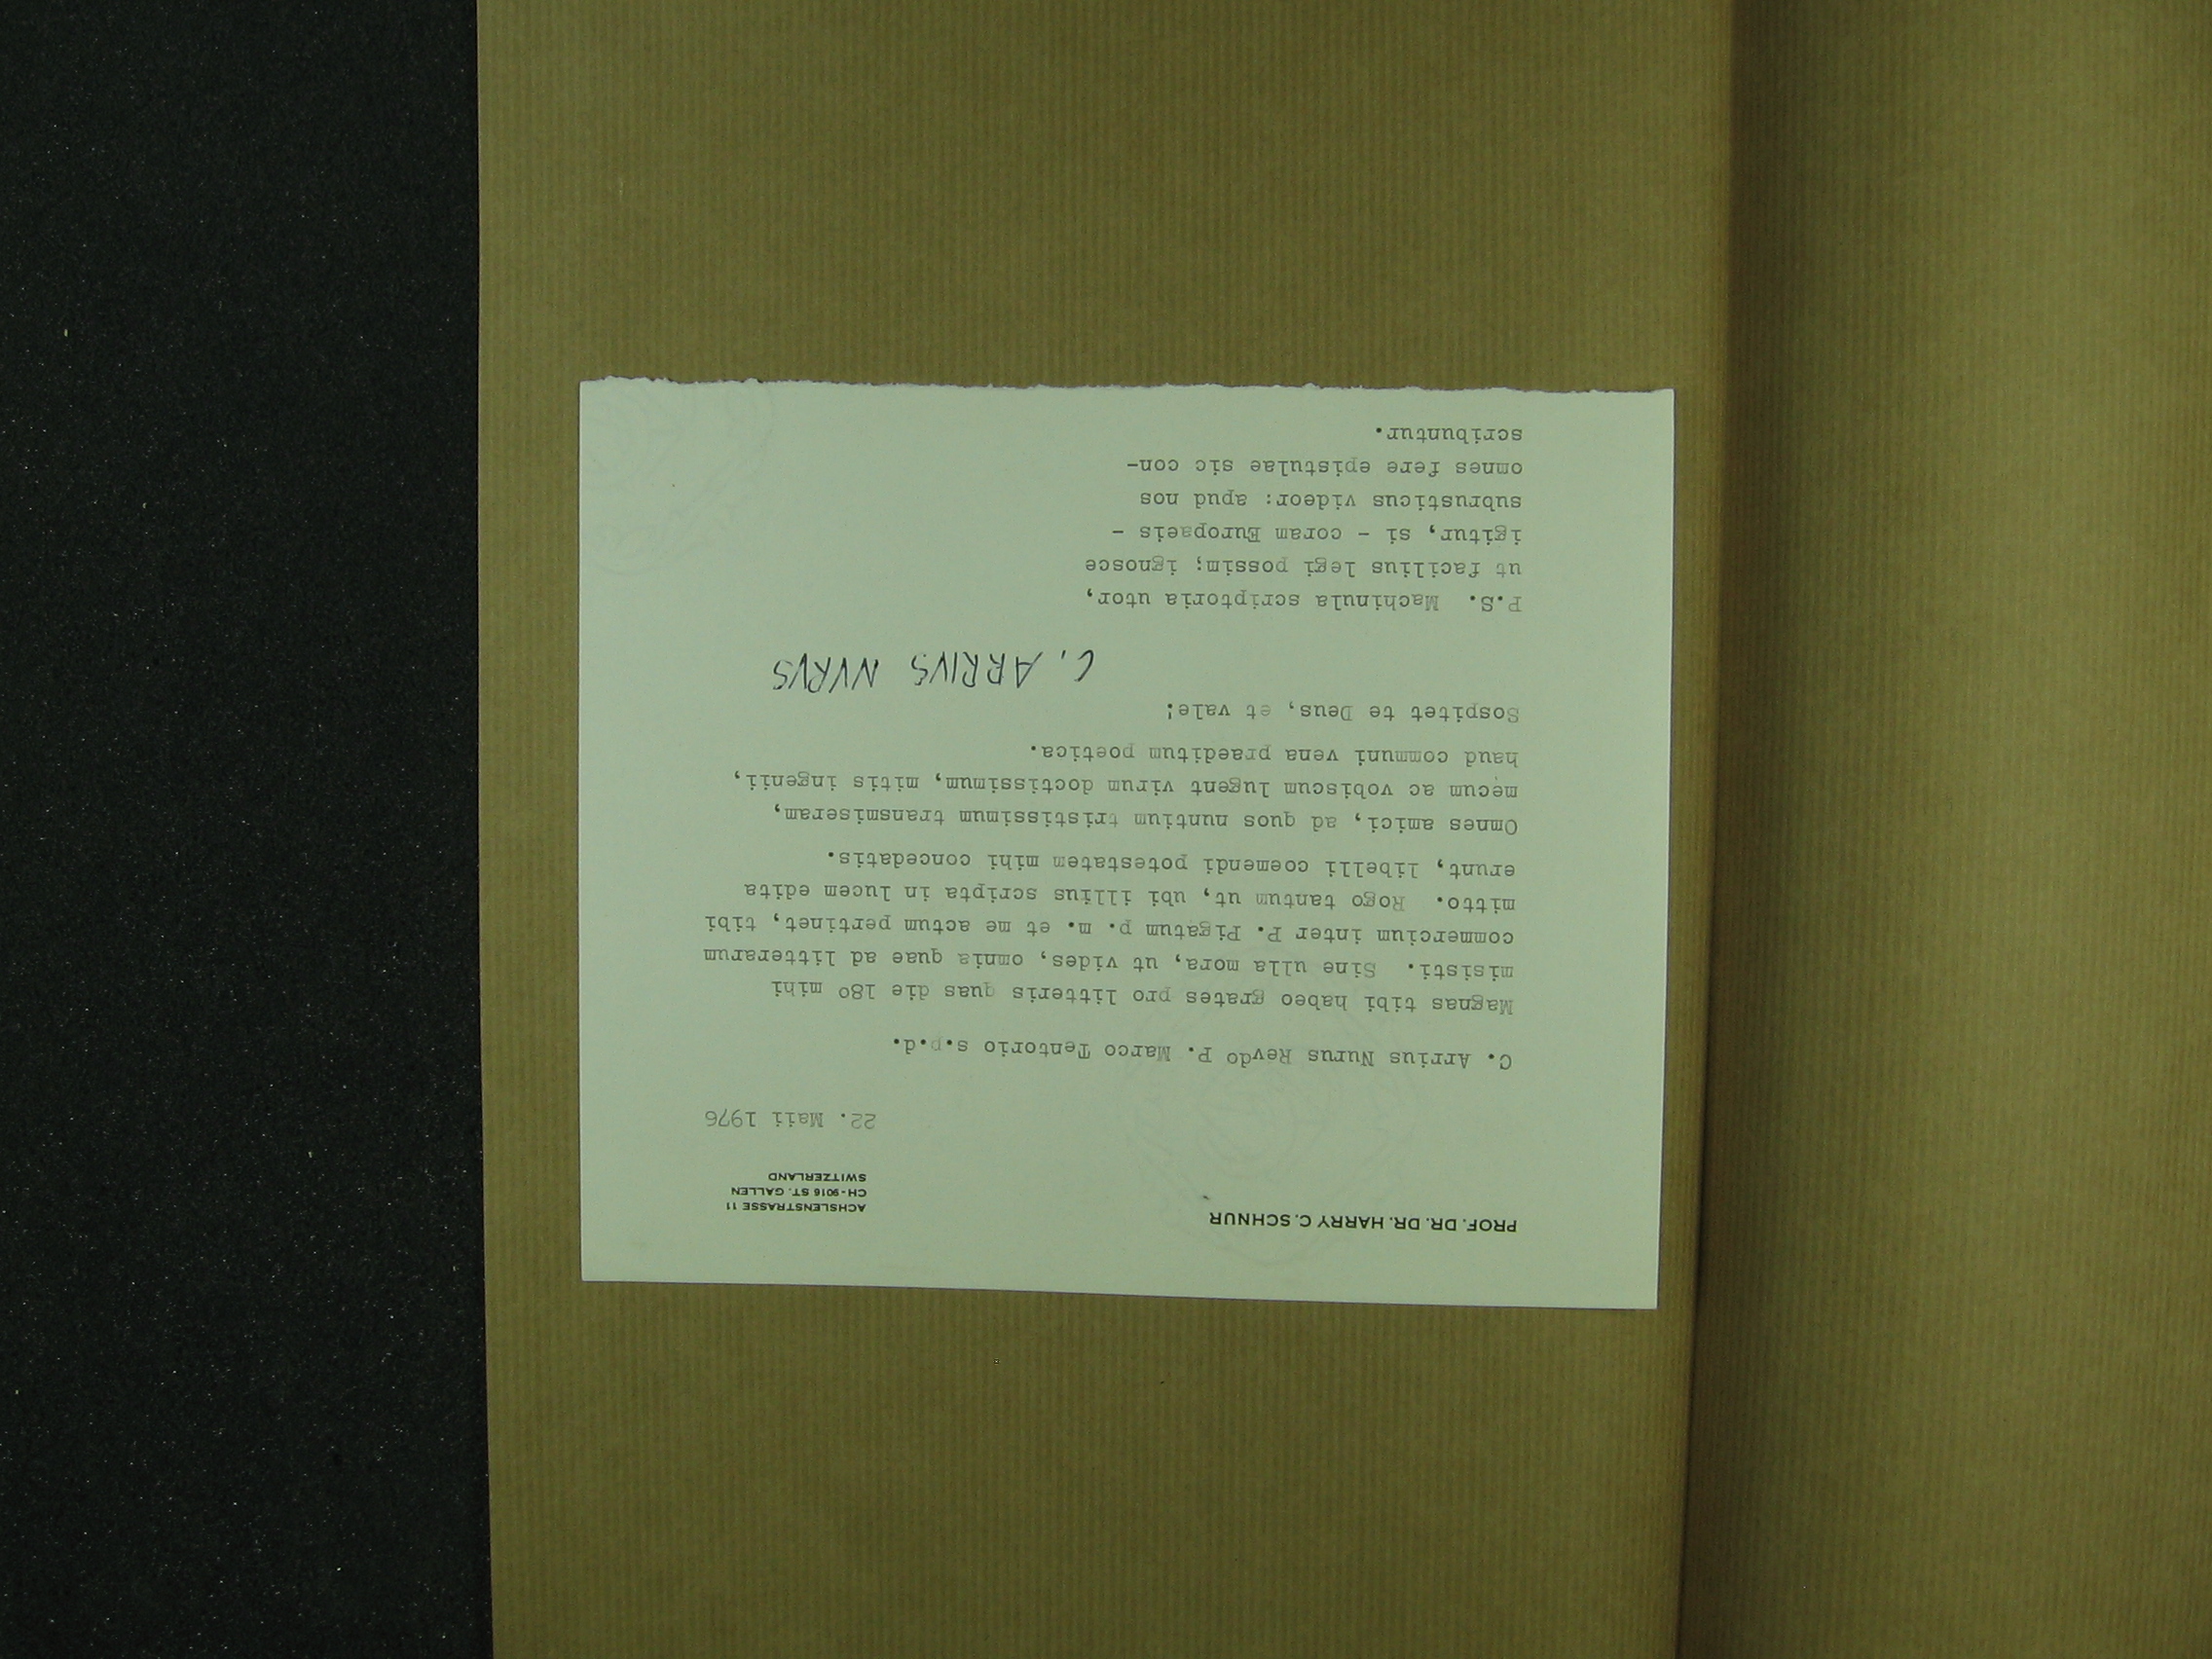 PROF. DR. DR. HARRY C. SCHNUR
ACHSLENSTRASSE 11
CH - 9016 ST. GALLEN
SWITZERLAND
22. Maii 1976
C. Arrius Nurus Revdo P. Marco Tentorio s.p.d.
Magnas tibi habeo grates pro litteris quas die 18º mihi
misisti. Sine ulla mora, ut vides, omnia quae ad litterarum
commercium inter P. Pigatum p. m. et me actum pertinet, tibi
mitto. Rogo tantum ut, ubi illius scripta in lucem edita
erunt, libelli coemendi potestatem mihi concedatis.
Omnes amici, ad quos nuntium tristissimum transmiseram,
mecum ac vobiscum lugent virum doctissimum, mitis ingenii,
haud communi vena praeditum poetica.
Sospitet te Deus, et vale!
C. ARRIVS NVRVS
P.S. Machinula scriptoria utor,
ut facilius legi possim; ignosce
igitur, si - coram Europaeis -
subrusticus videor: apud nos
omnes fere epistulae sic con-
scribuntur.